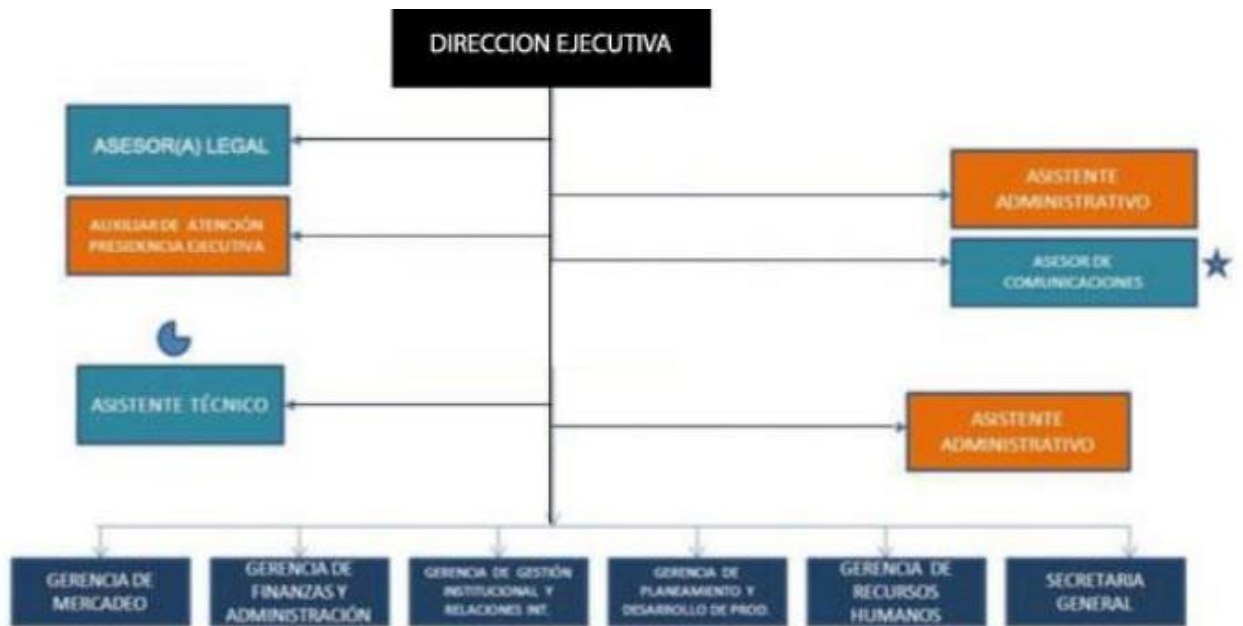 DIRECCION EJECUTIVA
ASESOR(A) LEGAL
ASISTENTE
ADMINISTRATIVO
AUXILIAR DE ATENCIÓN
PRESIDENCIA EJECUTIVA
ASESOR DE
COMUNICACIONES
ASISTENTE TÉCNICO
ASISTENTE
ADMINISTRATIVO
GERENCIA DE
MERCADEO
GERENCIA DE
FINANZAS Y
ADMINISTRACIÓN
GERENCIA DE GESTIÓN
INSTITUCIONAL Y
RELACIONES INT.
GERENCIA DE
PLANEAMIENTO Y
DESARROLLO DE PROD.
GERENCIA DE
RECURSOS
HUMANOS
SECRETARIA
GENERAL